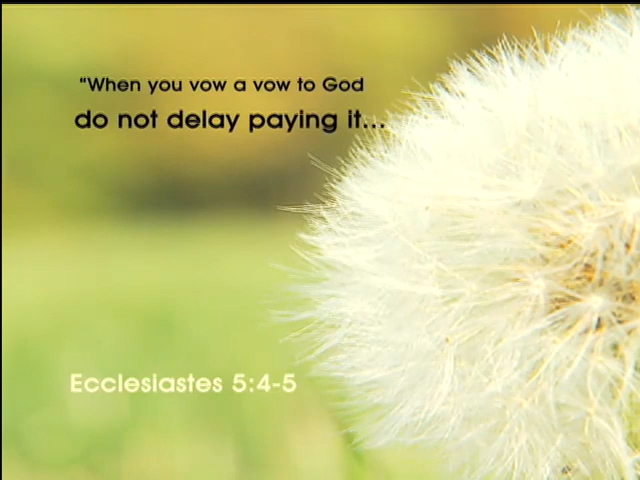 “When you vow a vow to God
do not delay paying it...
Ecclesiastes 5:4-5